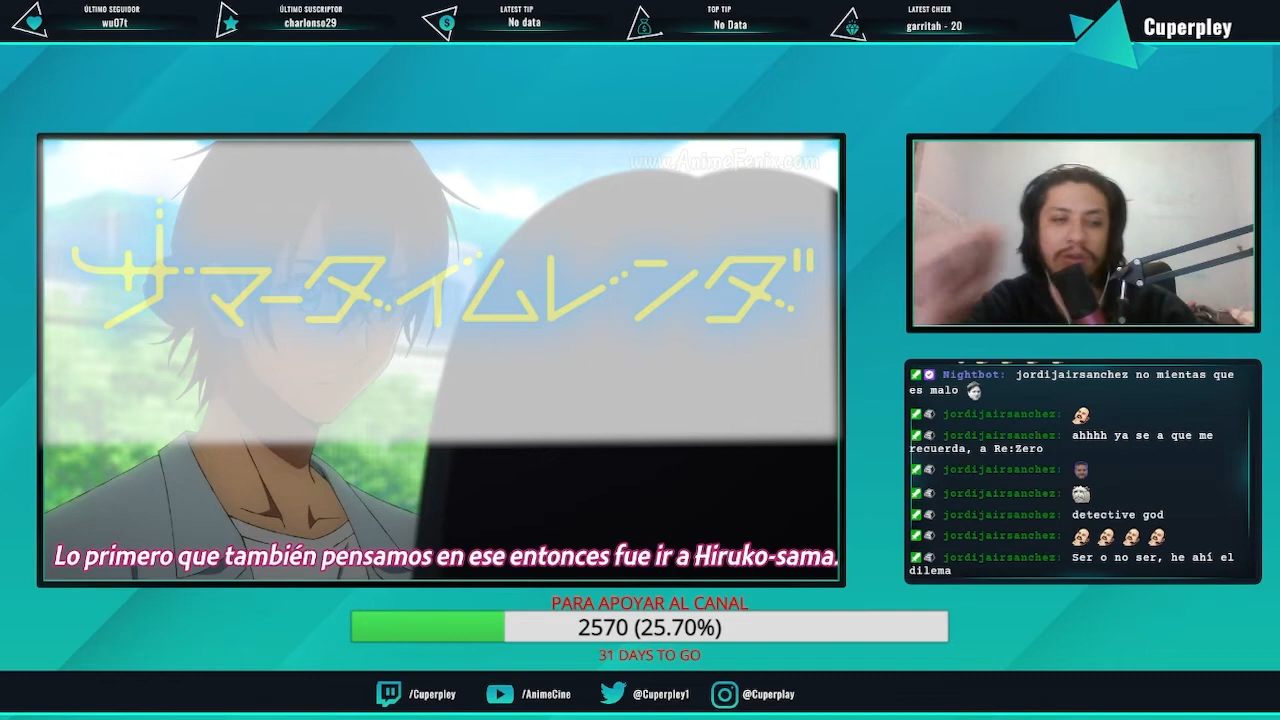 ÚLTIMO SEGUIDOR
wu07t
ÚLTIMO SUSCRIPTOR
charlonso29
LATEST TIP
No data
TOP TIP
No Data
LATEST CHEER
garritah - 20
Cuperpley
www.AnimeFenix.com
サマータイムレンダ
Lo primero que también pensamos en ese entonces fue ir a Hiruko-sama.
Nightbot: jordijairsanchez no mientas que
es malo
jordijairsanchez:
jordijairsanchez: ahhhh ya se a que me
recuerda, a Re:Zero
jordijairsanchez:
jordijairsanchez:
jordijairsanchez: detective god
jordijairsanchez:
jordijairsanchez: Ser o no ser, he ahí el
dilema
PARA APOYAR AL CANAL
2570 (25.70%)
31 DAYS TO GO
/Cuperpley
/AnimeCine
@Cuperpley1
@Cuperplay